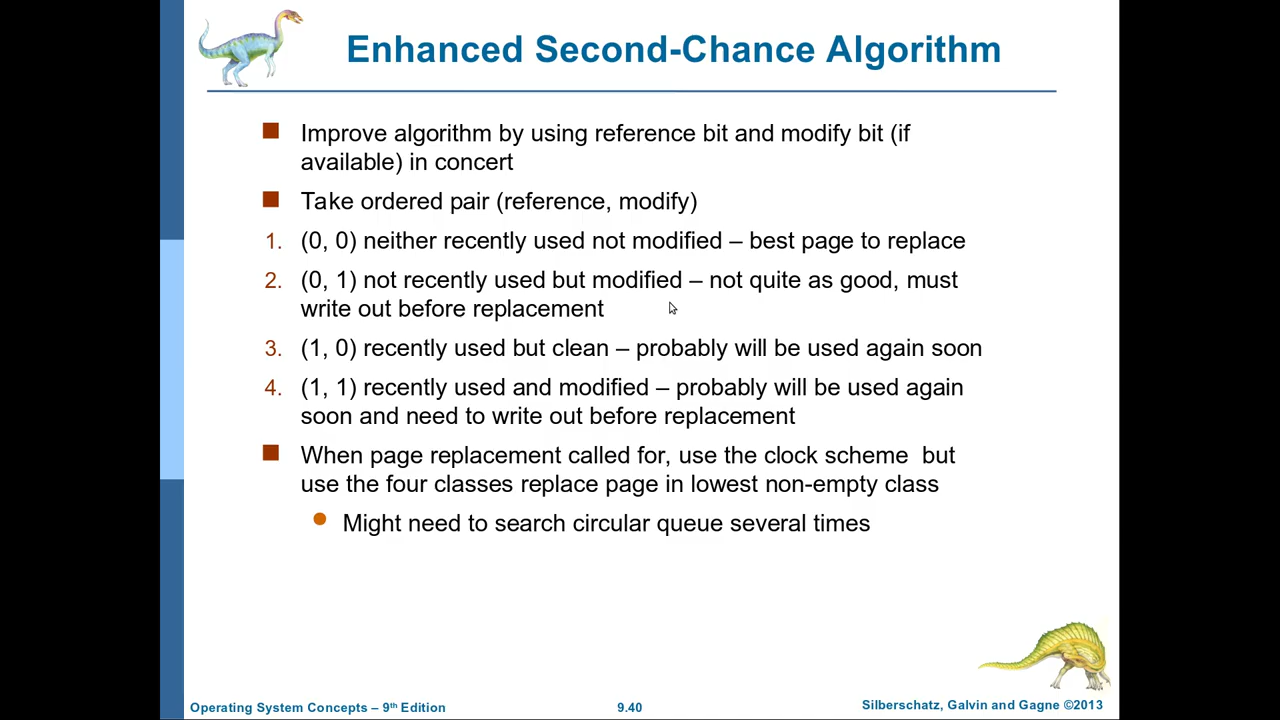 Enhanced Second-Chance Algorithm
Improve algorithm by using reference bit and modify bit (if
available) in concert
Take ordered pair (reference, modify)
1. (0, 0) neither recently used not modified – best page to replace
2. (0, 1) not recently used but modified – not quite as good, must
write out before replacement
3. (1, 0) recently used but clean – probably will be used again soon
4. (1, 1) recently used and modified – probably will be used again
soon and need to write out before replacement
When page replacement called for, use the clock scheme but
use the four classes replace page in lowest non-empty class
Might need to search circular queue several times
Operating System Concepts – 9th Edition
9.40
Silberschatz, Galvin and Gagne ©2013